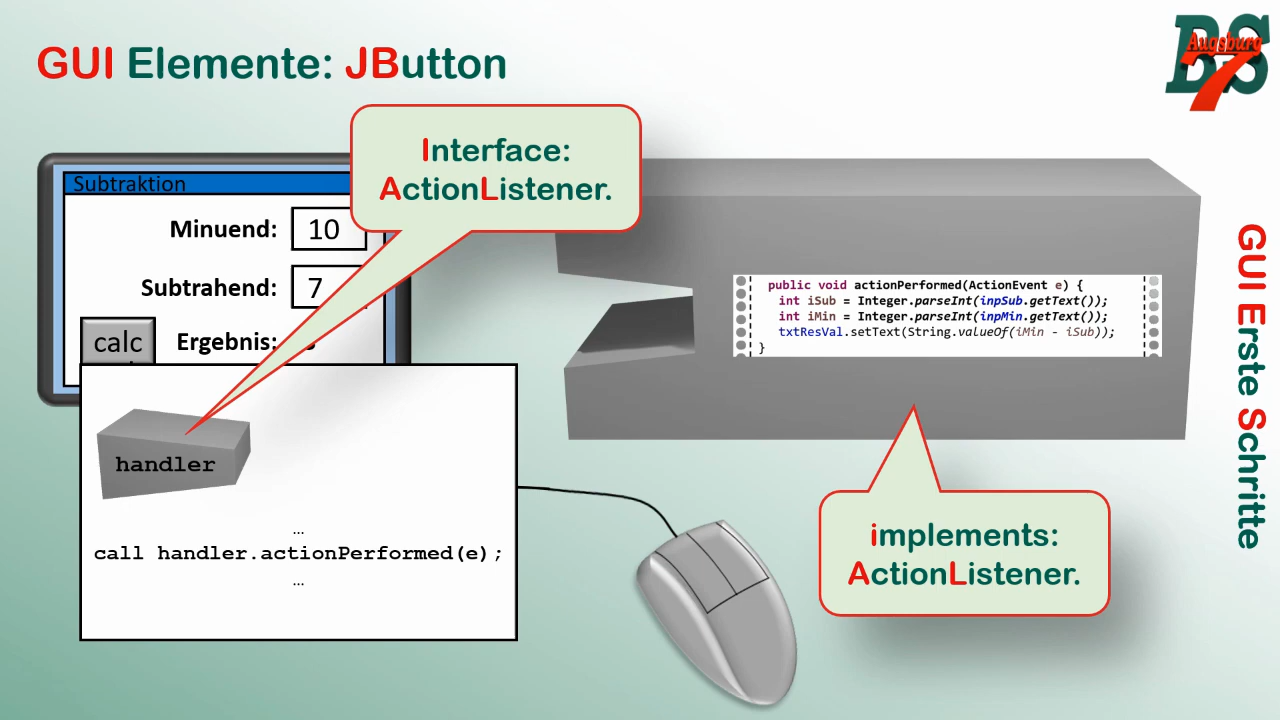 GUI Elemente: JButton
BS
Augsburg
7
Interface:
ActionListener.
Subtraktion
Minuend: 10
Subtrahend: 7
calc
Ergebnis:
public void actionPerformed(ActionEvent e) {
int iSub = Integer.parseInt(inpSub.getText());
int iMin = Integer.parseInt(inpMin.getText());
txtResVal.setText(String.valueOf(iMin - iSub));
}
handler
...
call handler.actionPerformed(e);
...
implements:
ActionListener.
GUI Erste Schritte